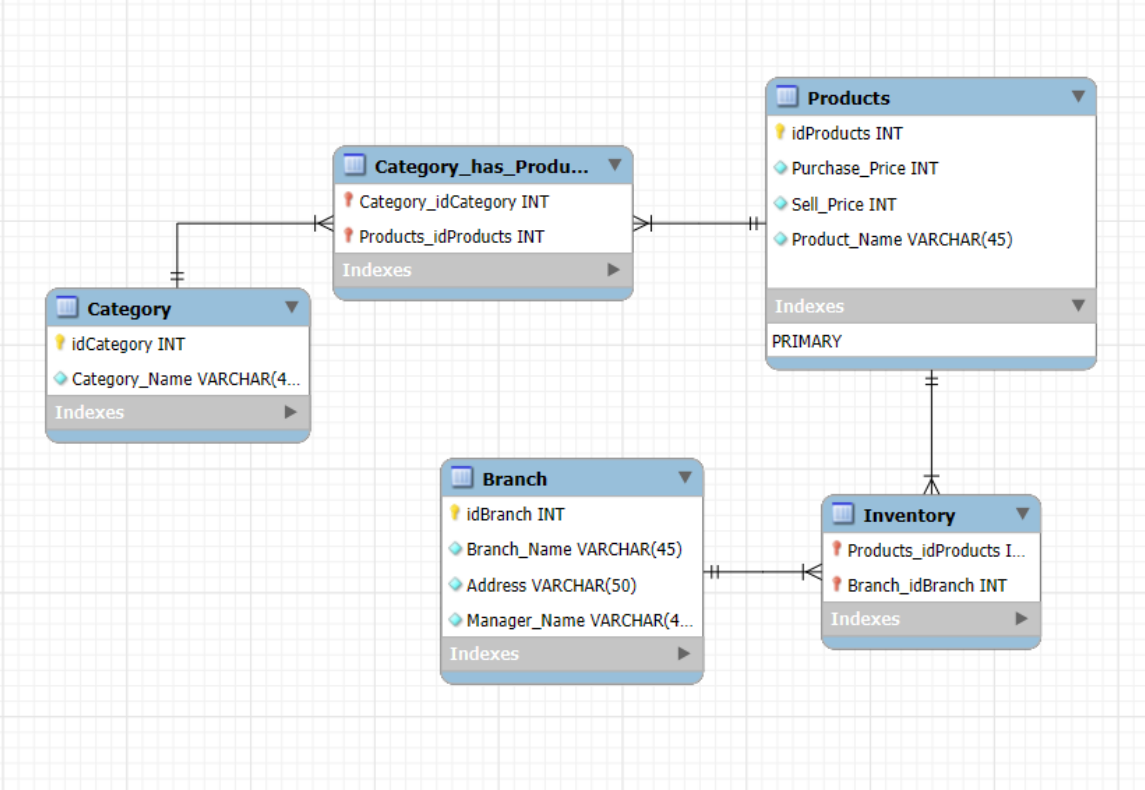 Products
idProducts INT
Purchase_Price INT
Sell_Price INT
Product_Name VARCHAR(45)
Indexes
PRIMARY
Category_has_Produ...
Category_idCategory INT
Products_idProducts INT
Indexes
Category
idCategory INT
Category_Name VARCHAR(4...
Indexes
Branch
idBranch INT
Branch_Name VARCHAR(45)
Address VARCHAR(50)
Manager_Name VARCHAR(4...
Indexes
Inventory
Products_idProducts I...
Branch_idBranch INT
Indexes